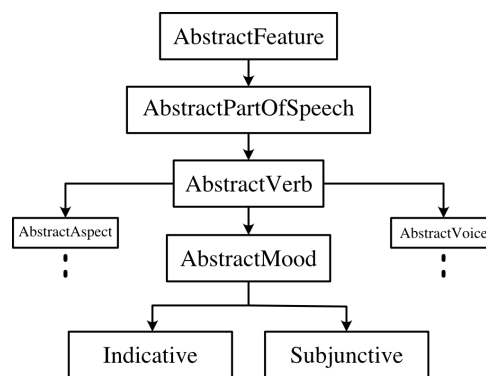 AbstractFeature
AbstractPartOfSpeech
AbstractVerb
AbstractAspect
AbstractVoice
AbstractMood
Indicative
Subjunctive